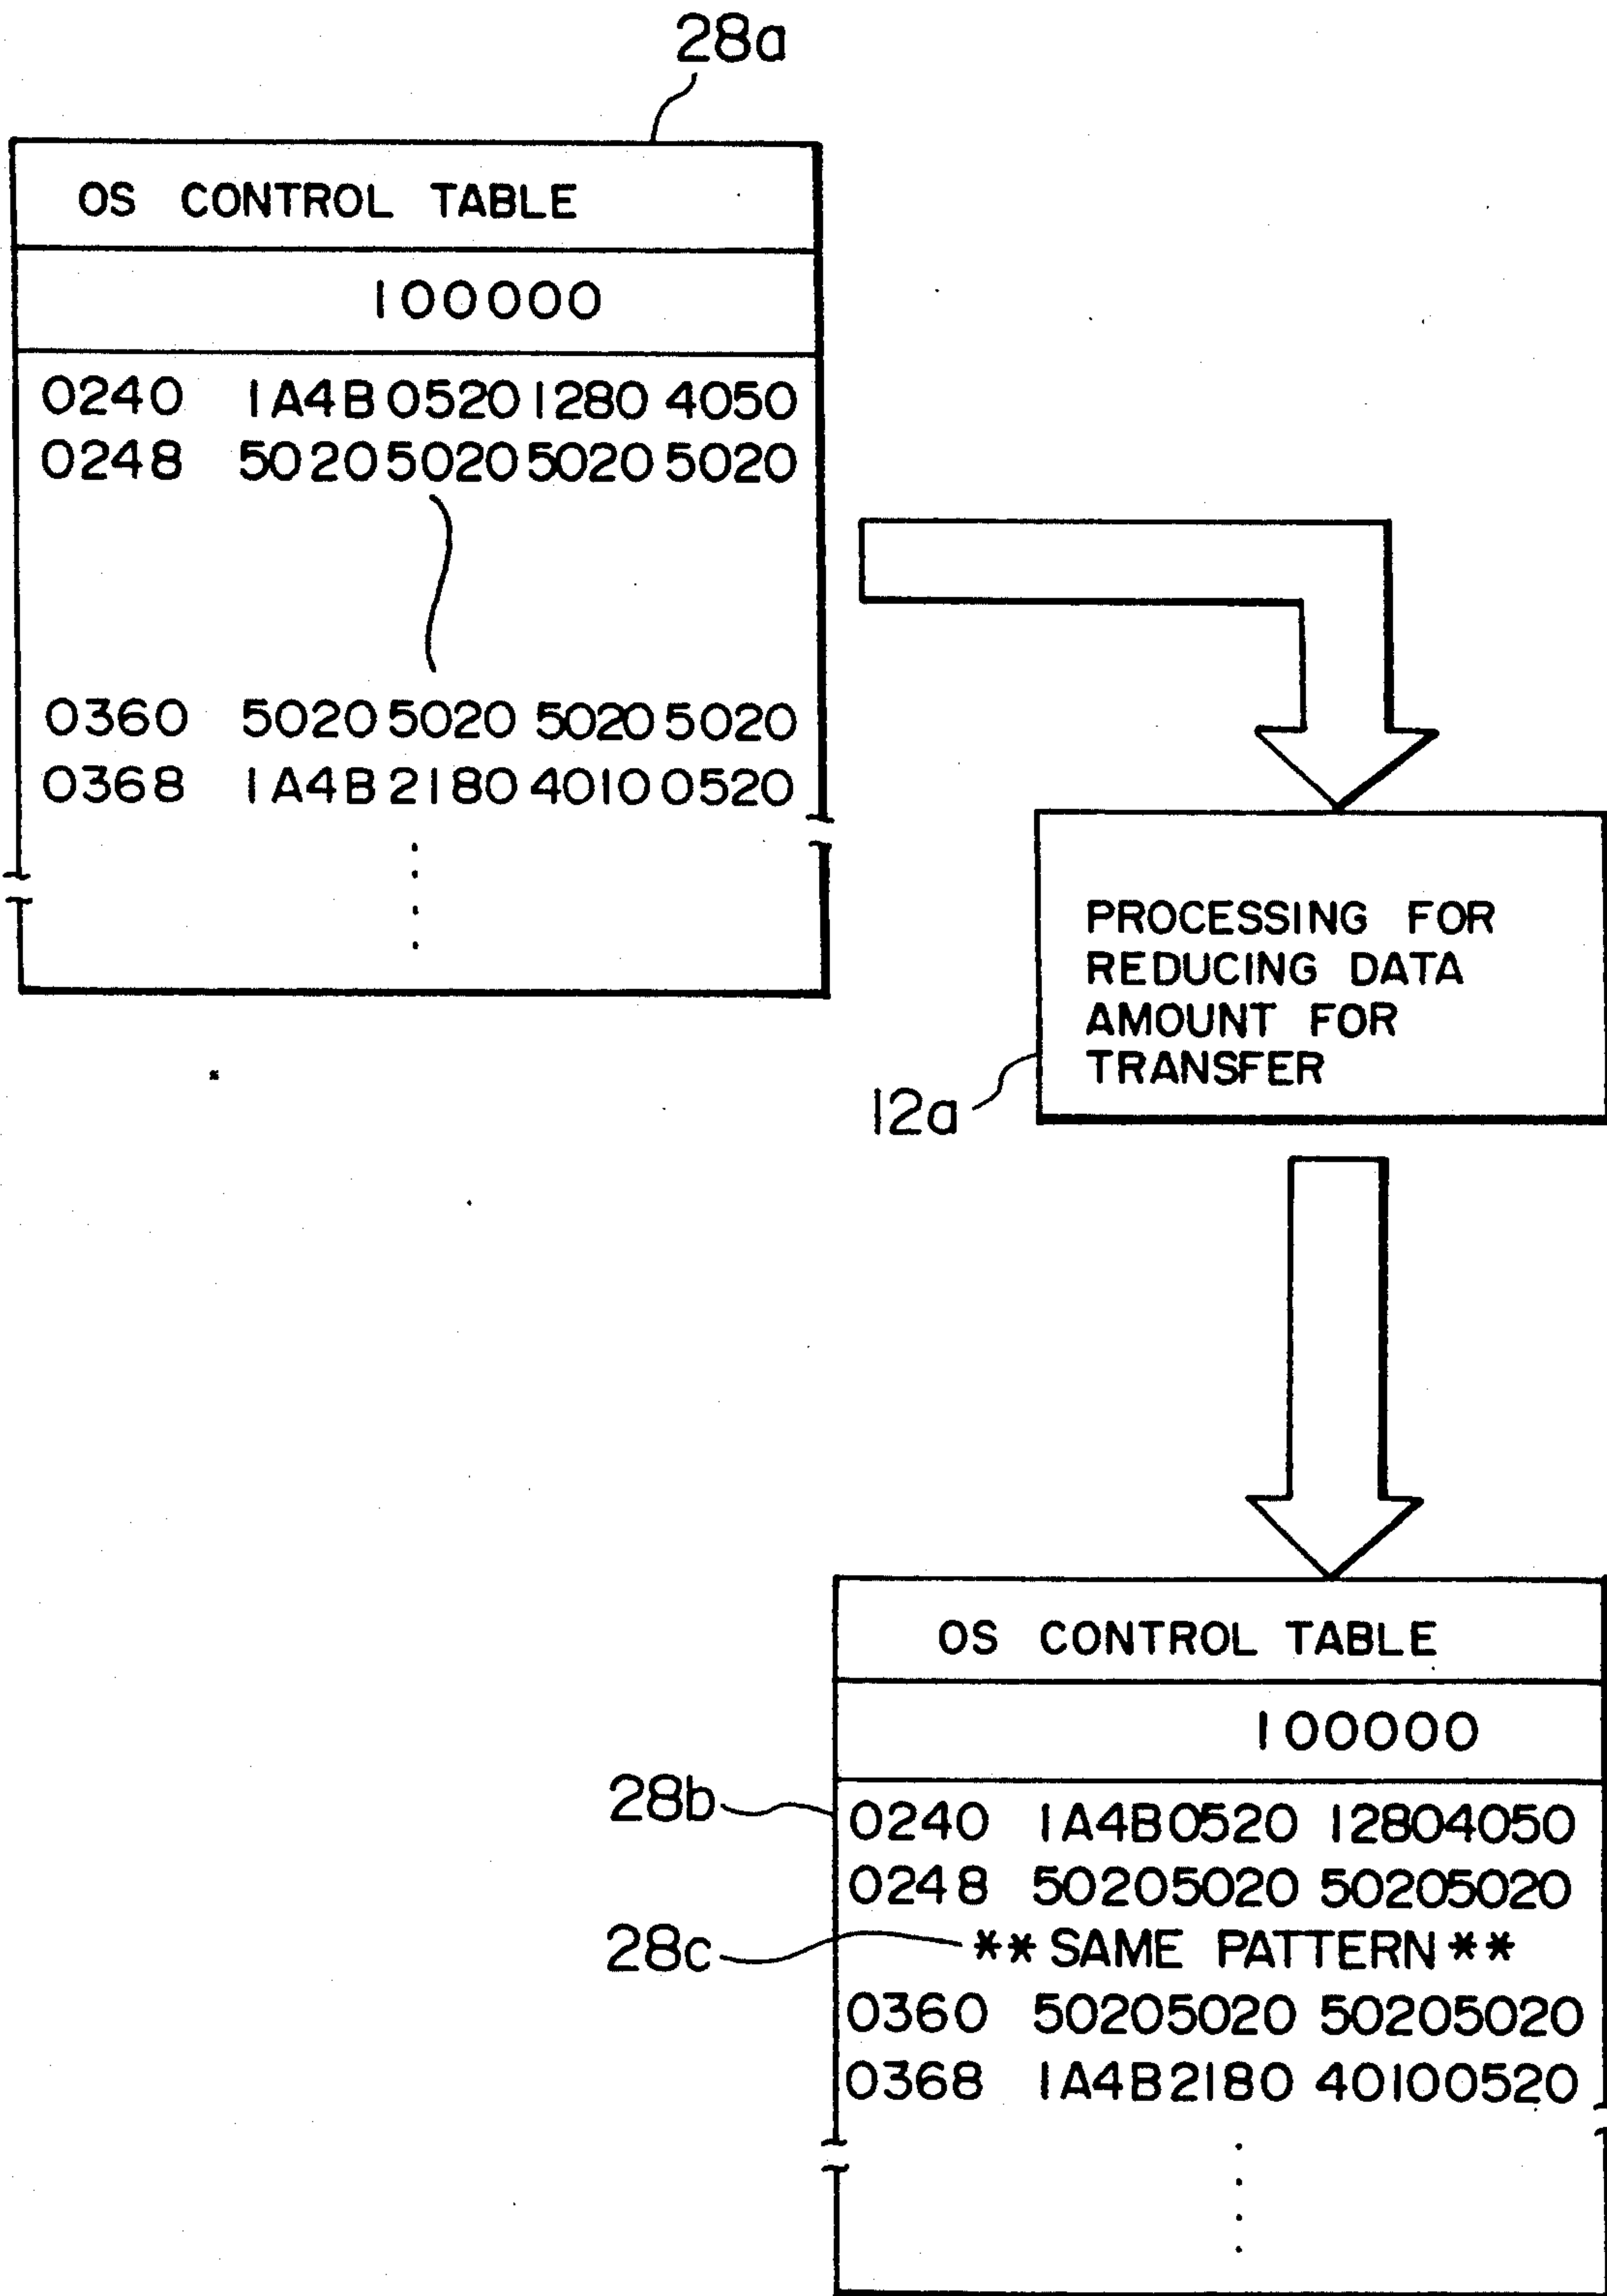 28a
OS CONTROL TABLE
100000
0240 1A4B 0520 1280 4050
0248 5020 5020 5020 5020
0360 5020 5020 5020 5020
0368 1A4B 2180 4010 0520
PROCESSING FOR
REDUCING DATA
AMOUNT FOR
TRANSFER
12a
OS CONTROL TABLE
100000
28b
0240 1A4B0520 12804050
0248 50205020 50205020
28c
** SAME PATTERN **
0360 50205020 50205020
0368 1A4B2180 40100520